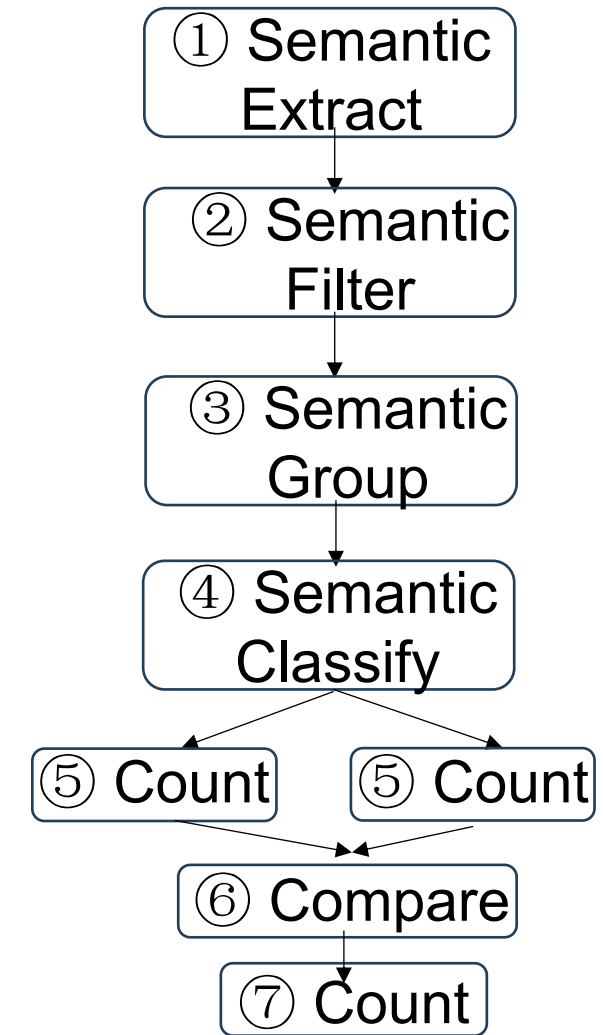 ① Semantic
Extract
② Semantic
Filter
③ Semantic
Group
④ Semantic
Classify
⑤ Count
⑤ Count
⑥ Compare
⑦ Count